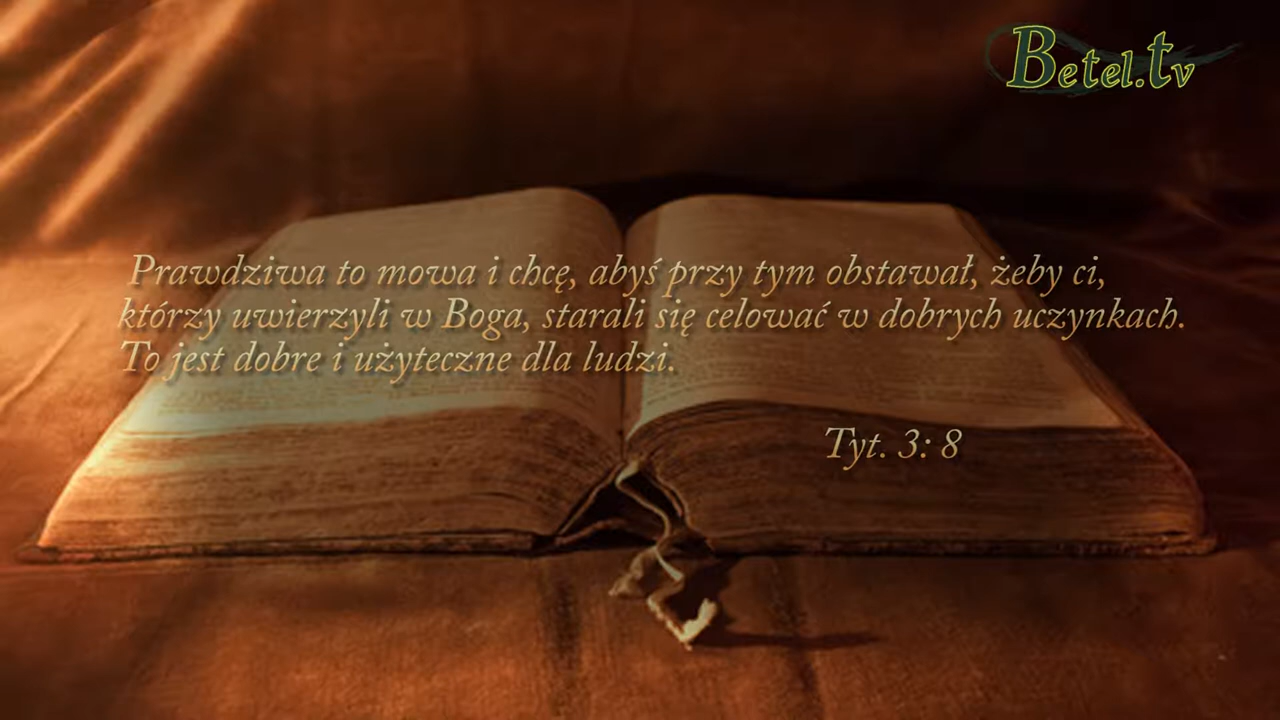 Betel.tv
Prawdziwa to mowa i chcę, abyś przy tym obstawał, żeby ci,
którzy uwierzyli w Boga, starali się celować w dobrych uczynkach.
To jest dobre i użyteczne dla ludzi.
Tyt. 3: 8